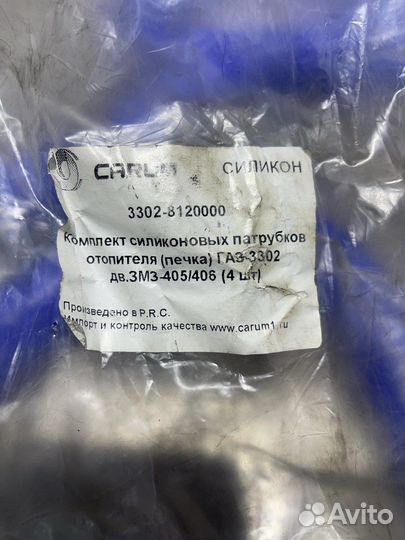 CARUM СИЛИКОН
3302-8120000
Комплект силиконовых патрубков
отопителя (печка) ГАЗ-3302
дв.ЗМЗ-405/406 (4 шт)
Произведено в P.R.C.
Импорт и контроль качества www.carum1.ru
Avito